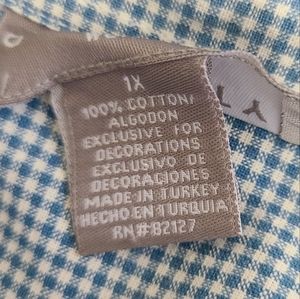 1X
100% COTTON/
ALGODON
EXCLUSIVE FOR
DECORATIONS
EXCLUSIVO DE
DECORACIONES
MADE IN TURKEY
HECHO EN TURQUIA
RN#82127
L Y